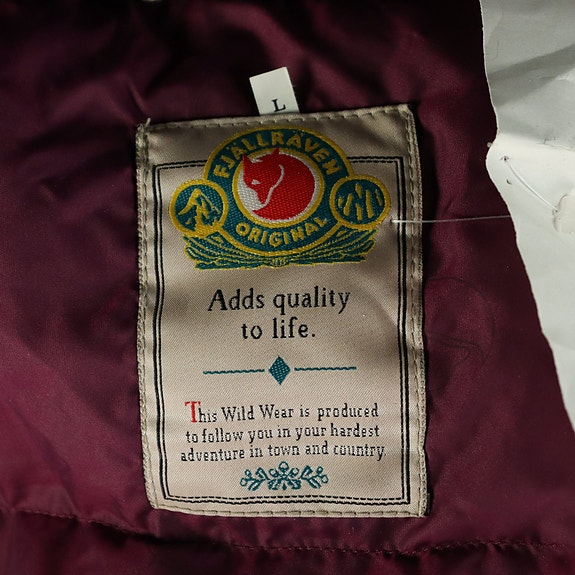 L
FJÄLLRÄVEN
ORIGINAL
Adds quality
to life.
This Wild Wear is produced
to follow you in your hardest
adventure in town and country.